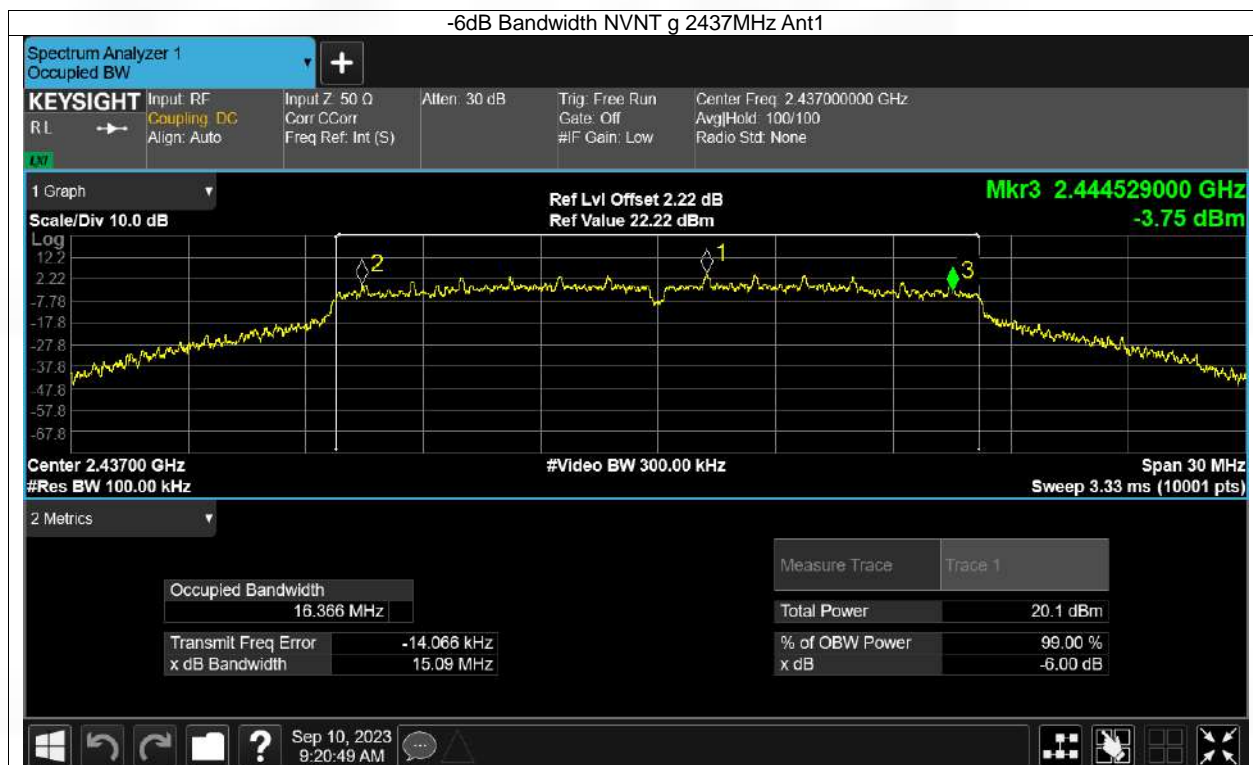 -6dB Bandwidth NVNT g 2437MHz Ant1
Spectrum Analyzer 1
Occupied BW
+
KEYSIGHT
RL
LXI
Input: RF
Coupling: DC
Align: Auto
Input Z: 50 Ω
Corr CCorr
Freq Ref: Int (S)
Atten: 30 dB
Trig: Free Run
Gate: Off
#IF Gain: Low
Center Freq: 2.437000000 GHz
Avg|Hold: 100/100
Radio Std: None
1 Graph
Scale/Div 10.0 dB
Ref Lvl Offset 2.22 dB
Ref Value 22.22 dBm
Mkr3 2.444529000 GHz
-3.75 dBm
Log
12.2
2.22
-7.78
-17.8
-27.8
-37.8
-47.8
-57.8
-67.8
2
1
3
Center 2.43700 GHz
#Video BW 300.00 kHz
Span 30 MHz
#Res BW 100.00 kHz
Sweep 3.33 ms (10001 pts)
2 Metrics
Measure Trace
Trace 1
Occupied Bandwidth
16.366 MHz
Total Power
20.1 dBm
Transmit Freq Error
-14.066 kHz
% of OBW Power
99.00 %
x dB Bandwidth
15.09 MHz
x dB
-6.00 dB
?
Sep 10, 2023
9:20:49 AM